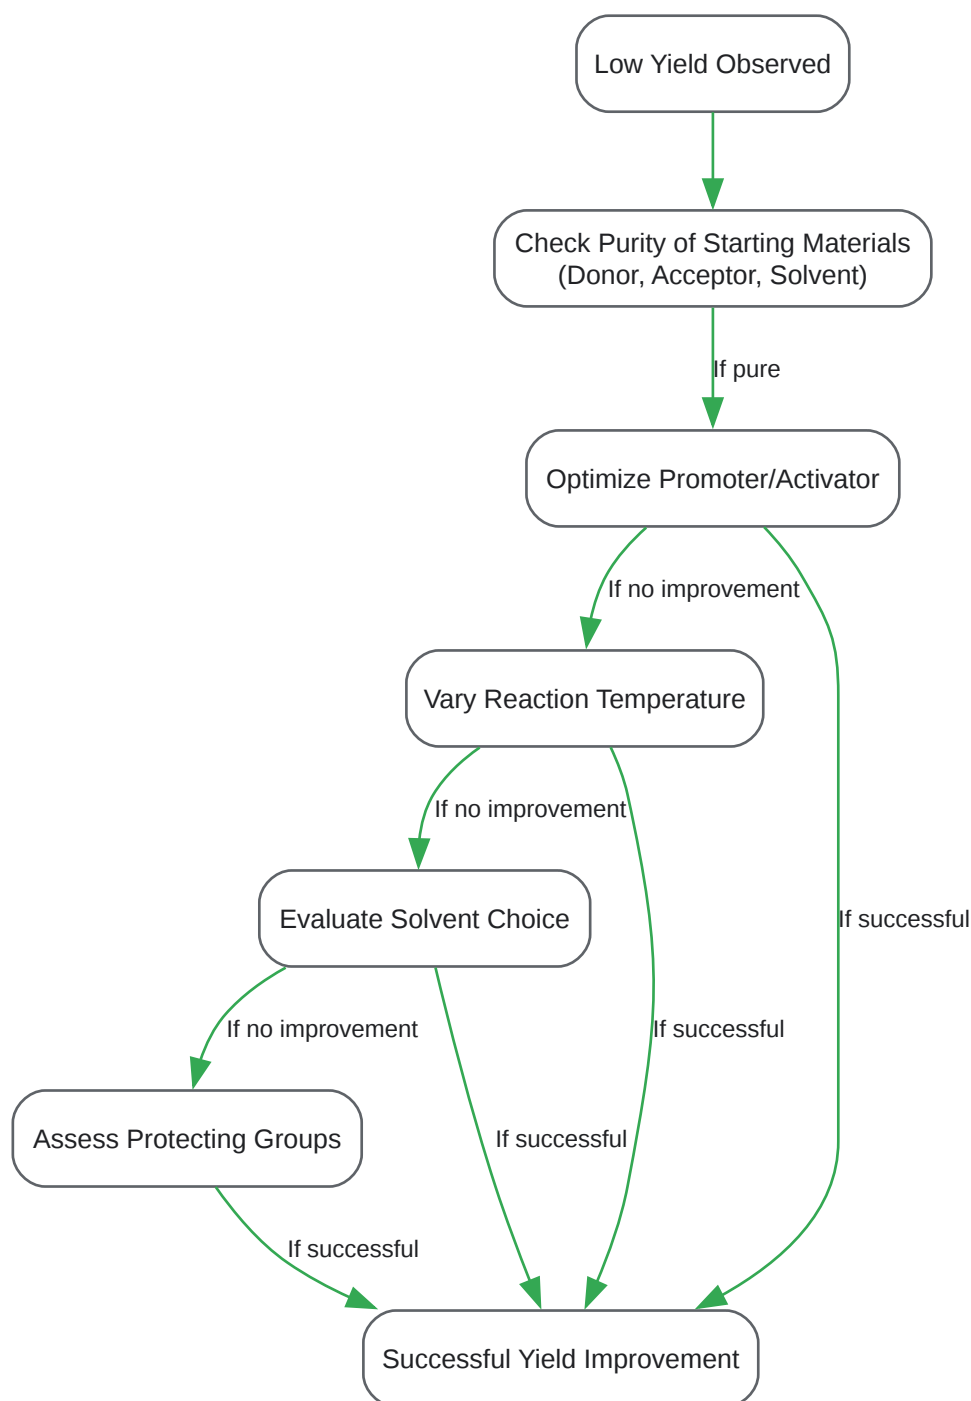 Low Yield Observed
Check Purity of Starting Materials
(Donor, Acceptor, Solvent)
If pure
Optimize Promoter/Activator
If no improvement
Vary Reaction Temperature
If no improvement
Evaluate Solvent Choice
If successful
If no improvement
If successful
Assess Protecting Groups
If successful
If successful
Successful Yield Improvement